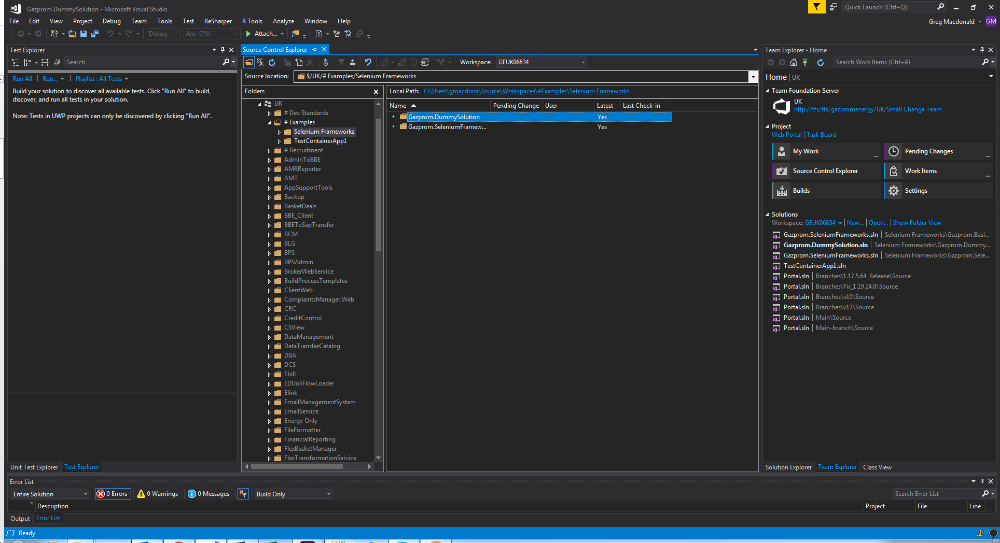 Gazprom.DummySolution - Microsoft Visual Studio
Quick Launch (Ctrl+Q)
File Edit View Project Debug Team Tools Test ReSharper R Tools Analyze Window Help
Greg Macdonald GM
Debug Any CPU Attach...
Test Explorer
Search
Run All | Run... | Playlist : All Tests
Build your solution to discover all available tests. Click "Run All" to build,
discover, and run all tests in your solution.
Note: Tests in UWP projects can only be discovered by clicking "Run All".
Unit Test Explorer Test Explorer
Source Control Explorer
Workspace: GEUK06834
Source location: $/UK/# Examples/Selenium Frameworks
Folders
UK
# Dev Standards
# Examples
Selenium Frameworks
TestContainerApp1
# Recruitment
AdminToBBE
AMRReporter
AMT
AppSupportTools
Backup
BasketDeals
BBE_Client
BBEToSapTransfer
BCM
BLG
BPS
BPSAdmin
BrokerWebService
BuildProcessTemplates
ClientWeb
ComplaintsManager.Web
CRC
CreditControl
CSView
DataManagement
DataTransferCatalog
DBA
DCS
Ebill
EDUoSFlowLoader
Elink
EmailManagementSystem
EmailService
Energy Only
FileFormatter
FinancialReporting
FlexBasketManager
FlexTransformationService
Local Path: C:\Users\gmacdona\Source\Workspaces\#Examples\Selenium Frameworks
Name Pending Change User Latest Last Check-in
Gazprom.DummySolution Yes
Gazprom.SeleniumFramew... Yes
Team Explorer - Home
Search Work Items (Ctrl+#)
Home | UK
Team Foundation Server
UK
http://tfs/tfs/gazpromenergy/UK/Small Change Team
Project
Web Portal | Task Board
My Work ... Pending Changes ...
Source Control Explorer Work Items ...
Builds Settings
Solutions
Workspace: GEUK06834 | New... | Open... | Show Folder View
Gazprom.SeleniumFrameworks.sln | Selenium Frameworks\Gazprom.Basi...
Gazprom.DummySolution.sln | Selenium Frameworks\Gazprom.Dummy...
Gazprom.SeleniumFrameworks.sln | Selenium Frameworks\Gazprom.Sele...
TestContainerApp1.sln
Portal.sln | Branches\1.17.5.64_Release\Source
Portal.sln | Branches\Fix_1.19.24.0\Source
Portal.sln | Branches\v10\Source
Portal.sln | Branches\v12\Source
Portal.sln | Main\Source
Portal.sln | Main-branch\Source
Solution Explorer Team Explorer Class View
Error List
Entire Solution 0 Errors 0 Warnings 0 Messages Build Only
Search Error List
Description Project File Line
Output Error List
Ready